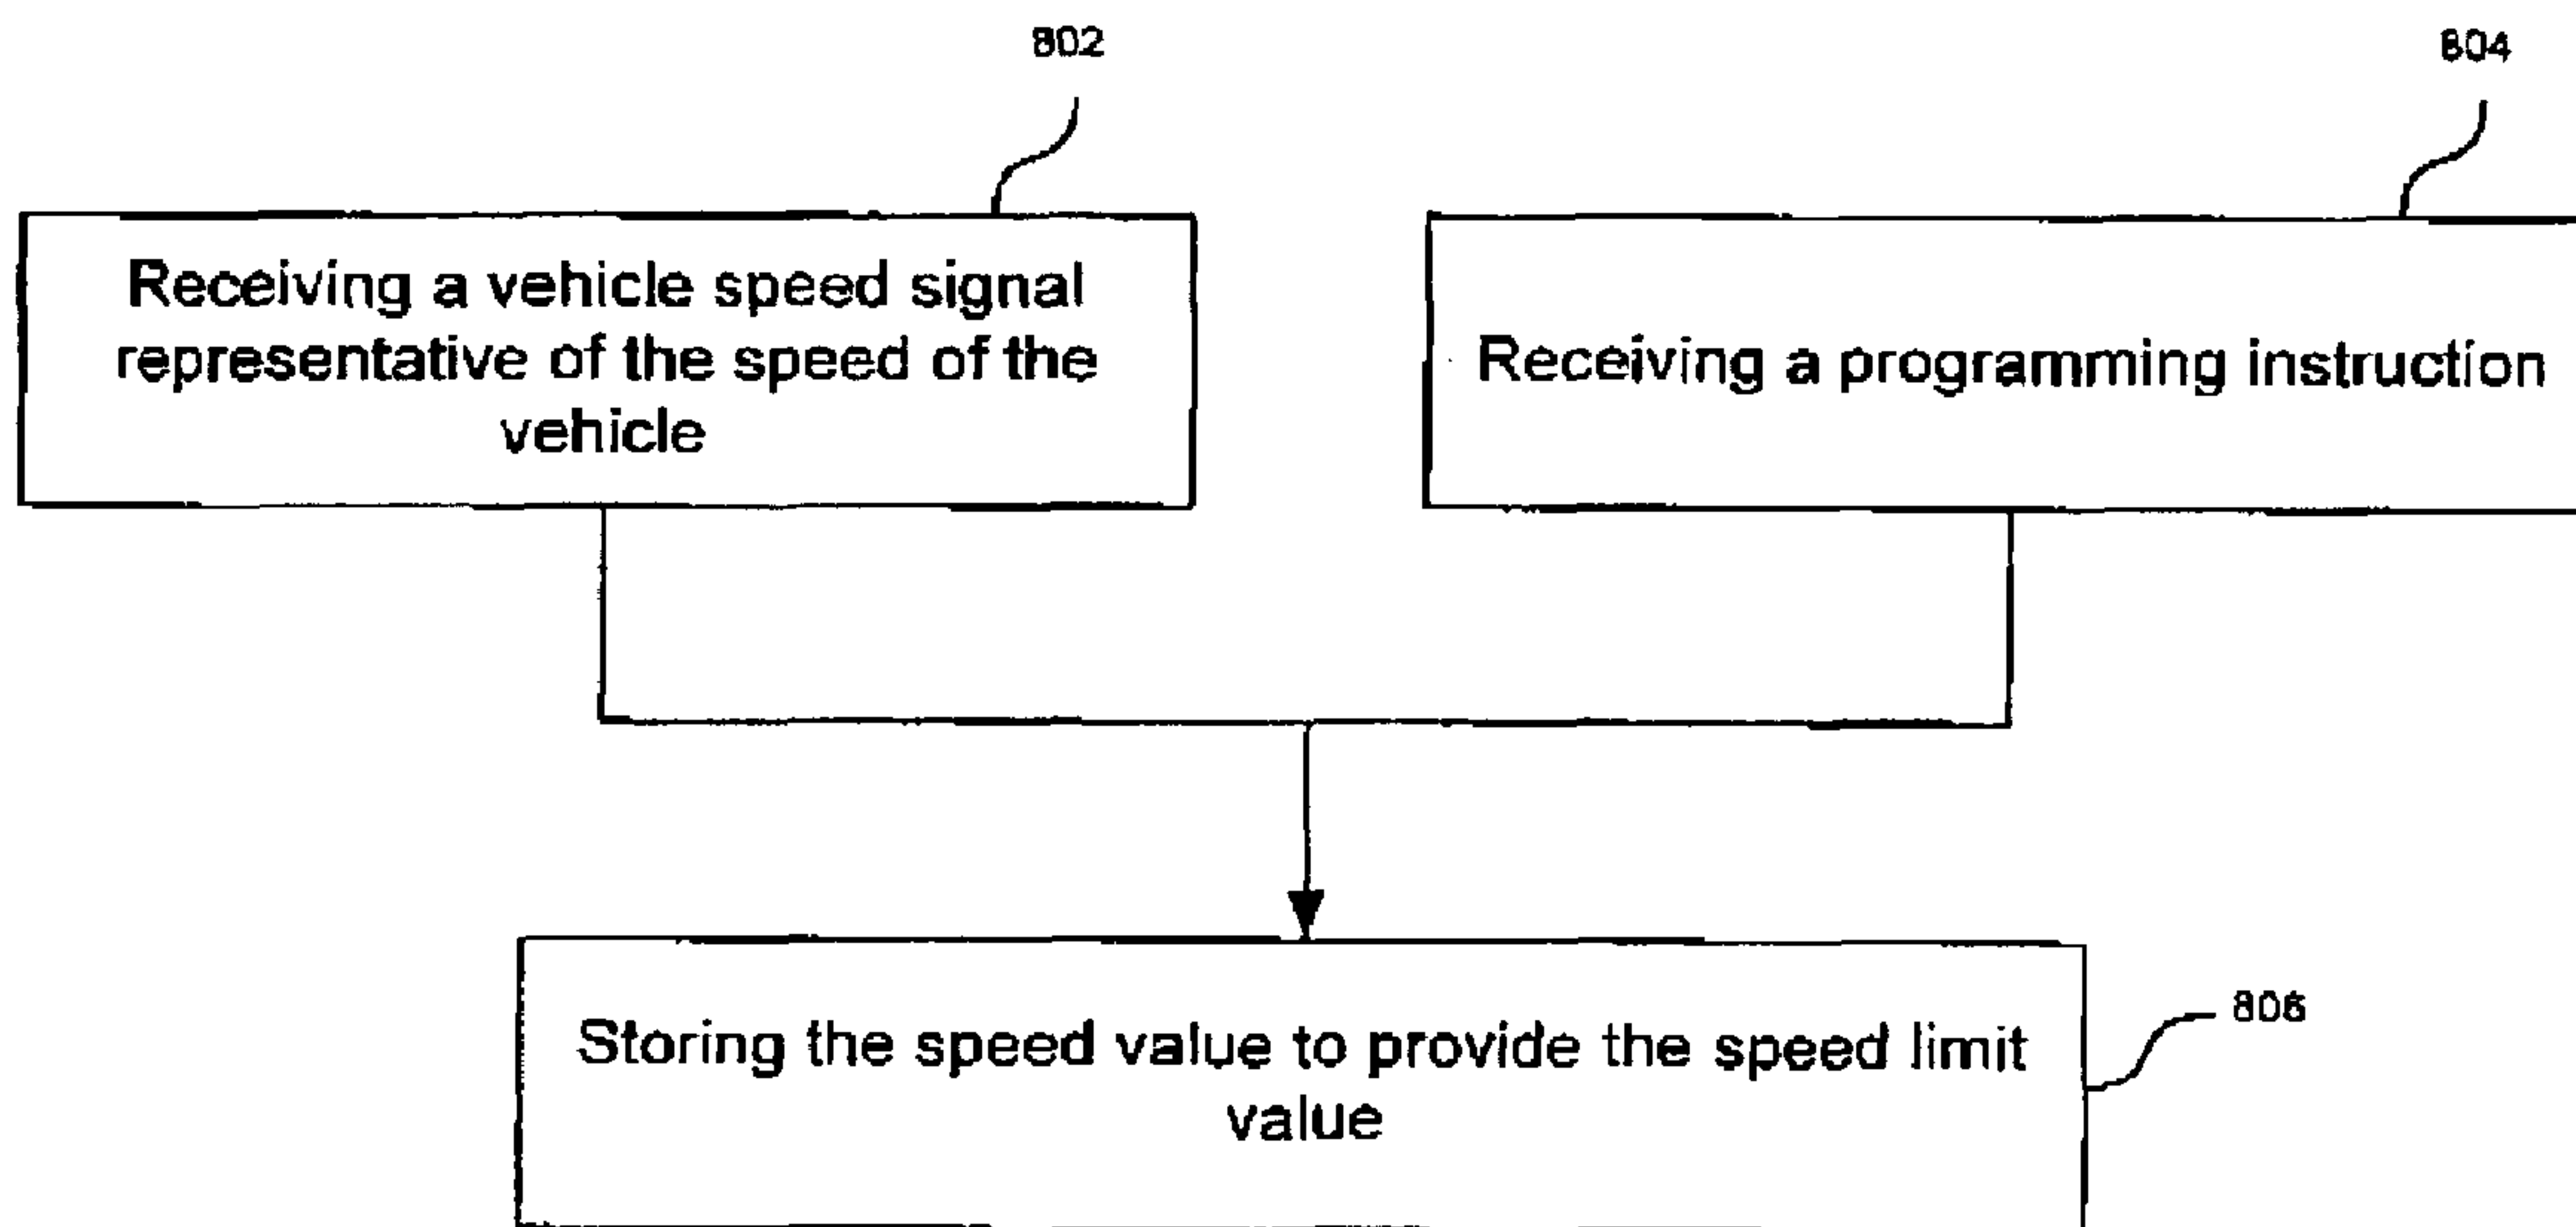 802
804
Receiving a vehicle speed signal
representative of the speed of the
vehicle
Receiving a programming instruction
Storing the speed value to provide the speed limit
value
806